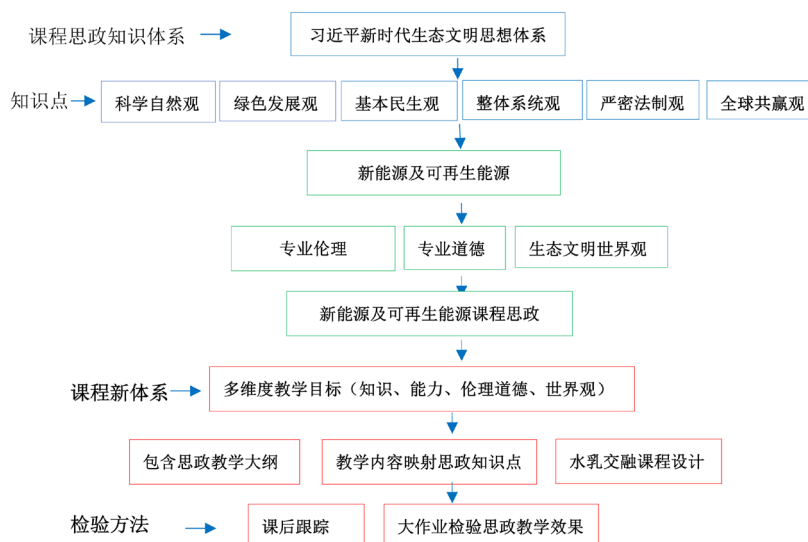 课程思政知识体系
习近平新时代生态文明思想体系
知识点
科学自然观
绿色发展观
基本民生观
整体系统观
严密法制观
全球共赢观
新能源及可再生能源
专业伦理
专业道德
生态文明世界观
新能源及可再生能源课程思政
课程新体系
多维度教学目标（知识、能力、伦理道德、世界观）
包含思政教学大纲
教学内容映射思政知识点
水乳交融课程设计
检验方法
课后跟踪
大作业检验思政教学效果